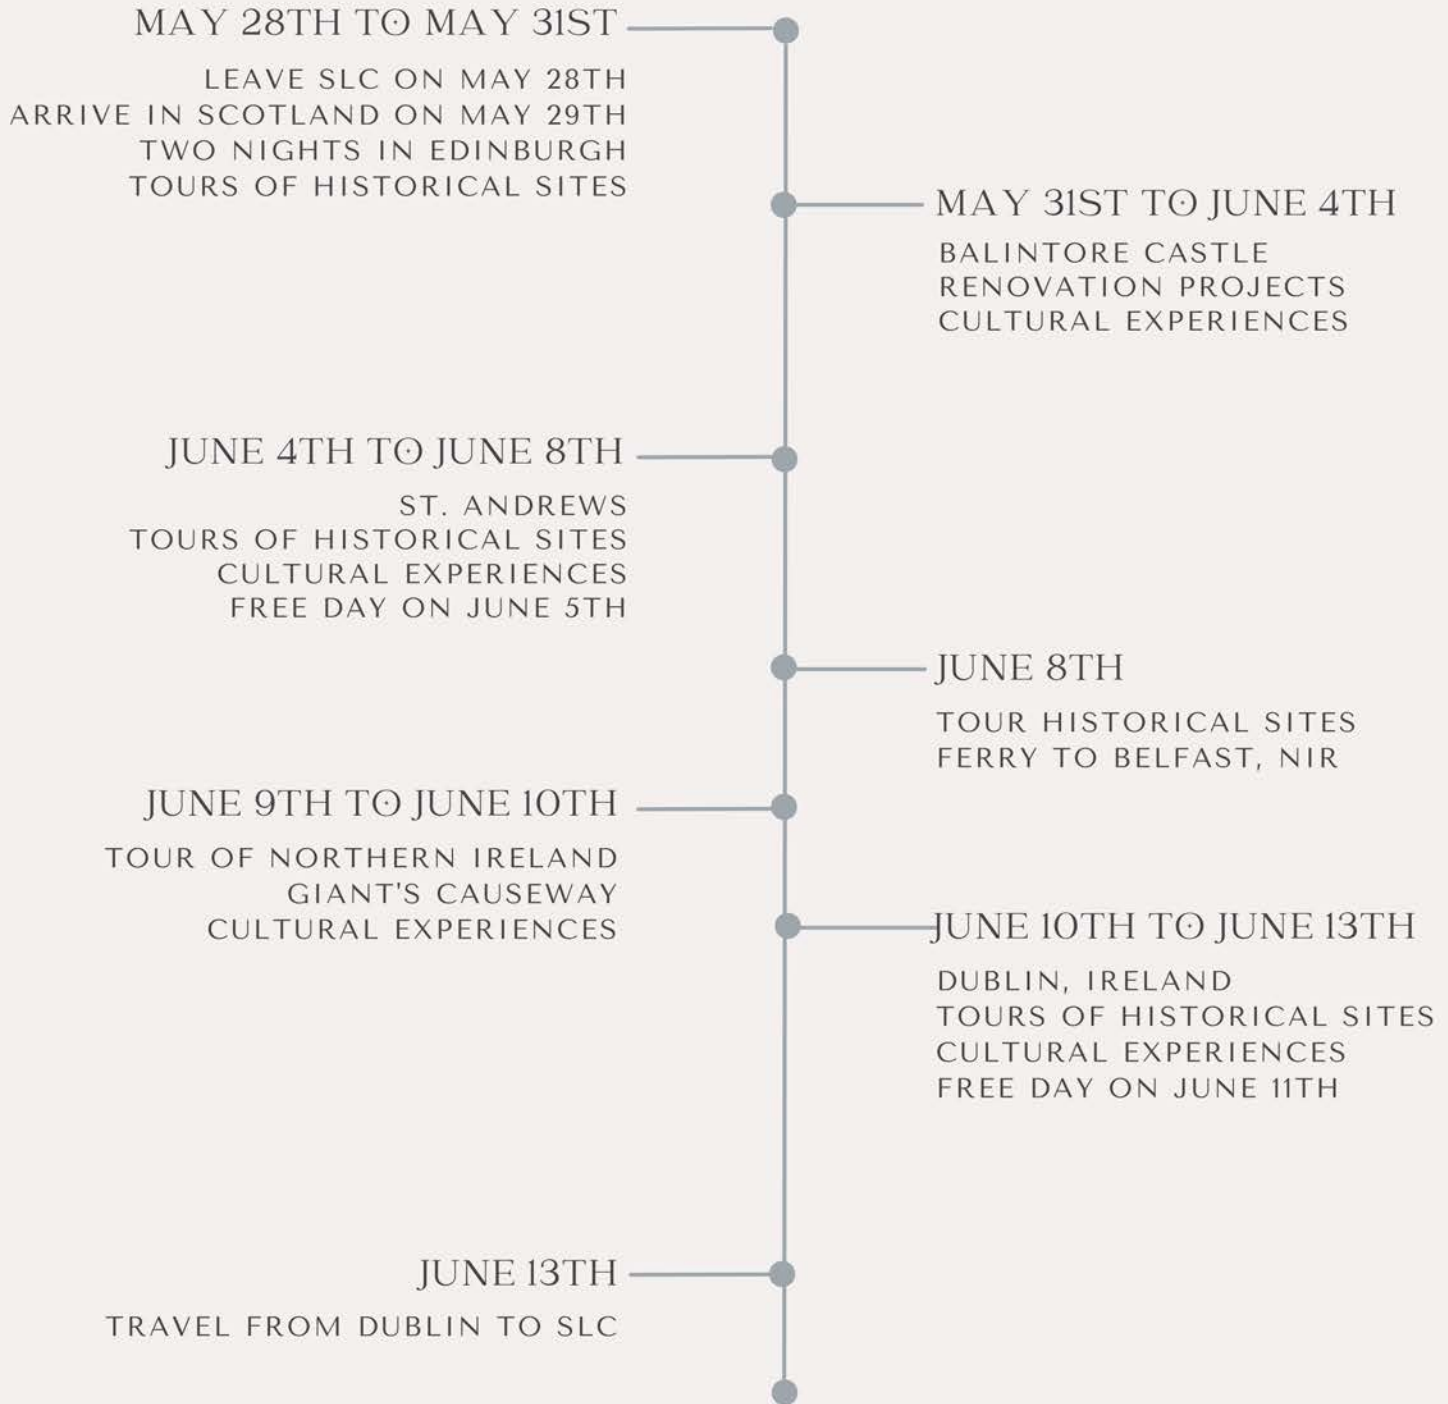 MAY 28TH TO MAY 31ST
LEAVE SLC ON MAY 28TH
ARRIVE IN SCOTLAND ON MAY 29TH
TWO NIGHTS IN EDINBURGH
TOURS OF HISTORICAL SITES
MAY 31ST TO JUNE 4TH
BALINTORE CASTLE
RENOVATION PROJECTS
CULTURAL EXPERIENCES
JUNE 4TH TO JUNE 8TH
ST. ANDREWS
TOURS OF HISTORICAL SITES
CULTURAL EXPERIENCES
FREE DAY ON JUNE 5TH
JUNE 8TH
TOUR HISTORICAL SITES
FERRY TO BELFAST, NIR
JUNE 9TH TO JUNE 10TH
TOUR OF NORTHERN IRELAND
GIANT'S CAUSEWAY
CULTURAL EXPERIENCES
JUNE 10TH TO JUNE 13TH
DUBLIN, IRELAND
TOURS OF HISTORICAL SITES
CULTURAL EXPERIENCES
FREE DAY ON JUNE 11TH
JUNE 13TH
TRAVEL FROM DUBLIN TO SLC